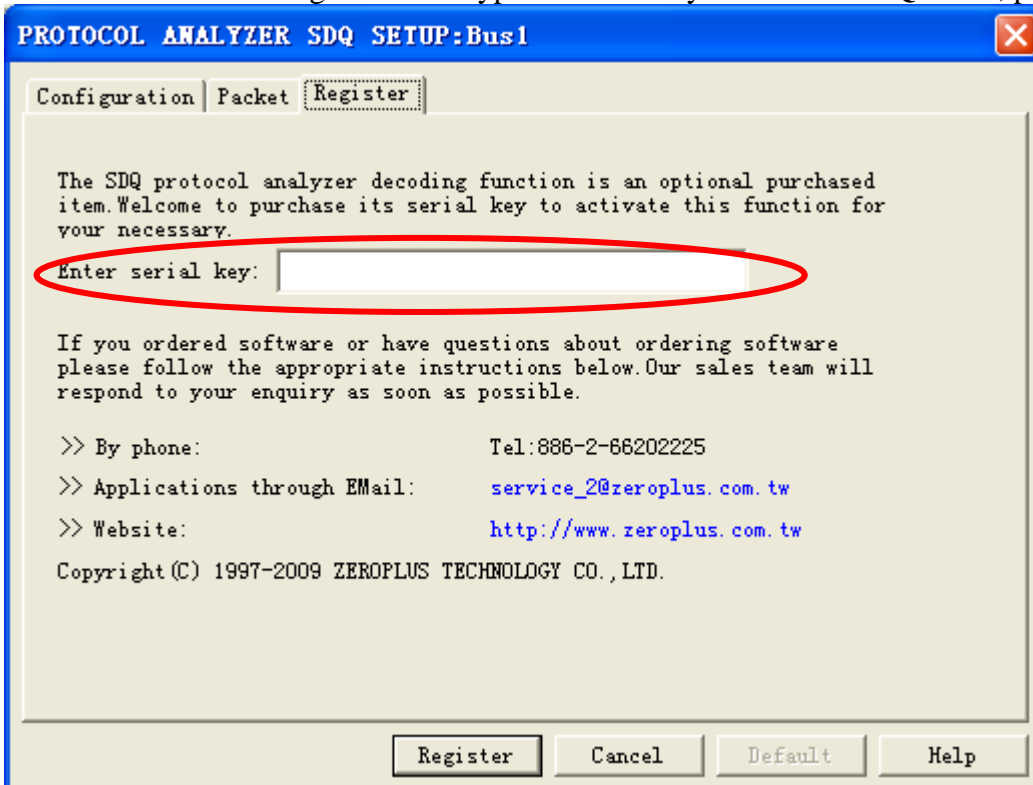 PROTOCOL ANALYZER SDQ SETUP:Bus1
Configuration Packet Register
The SDQ protocol analyzer decoding function is an optional purchased
item.Welcome to purchase its serial key to activate this function for
your necessary.
Enter serial key:
If you ordered software or have questions about ordering software
please follow the appropriate instructions below.Our sales team will
respond to your enquiry as soon as possible.
>> By phone: Tel:886-2-66202225
>> Applications through EMail: service_2@zeroplus.com.tw
>> Website: http://www.zeroplus.com.tw
Copyright(C) 1997-2009 ZEROPLUS TECHNOLOGY CO.,LTD.
Register Cancel Default Help